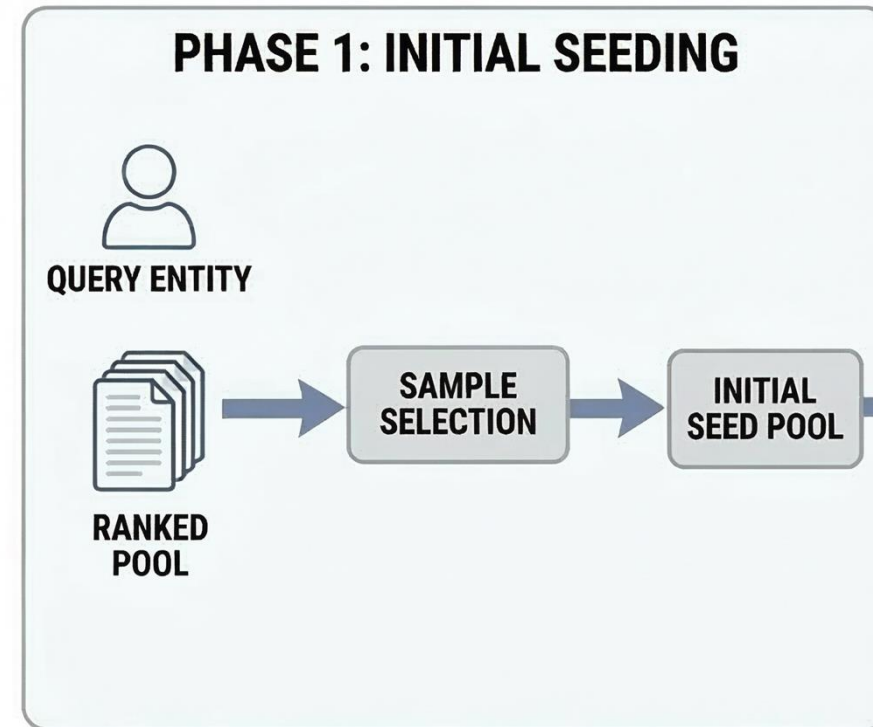 PHASE 1: INITIAL SEEDING
QUERY ENTITY
RANKED
POOL
SAMPLE
SELECTION
INITIAL
SEED POOL